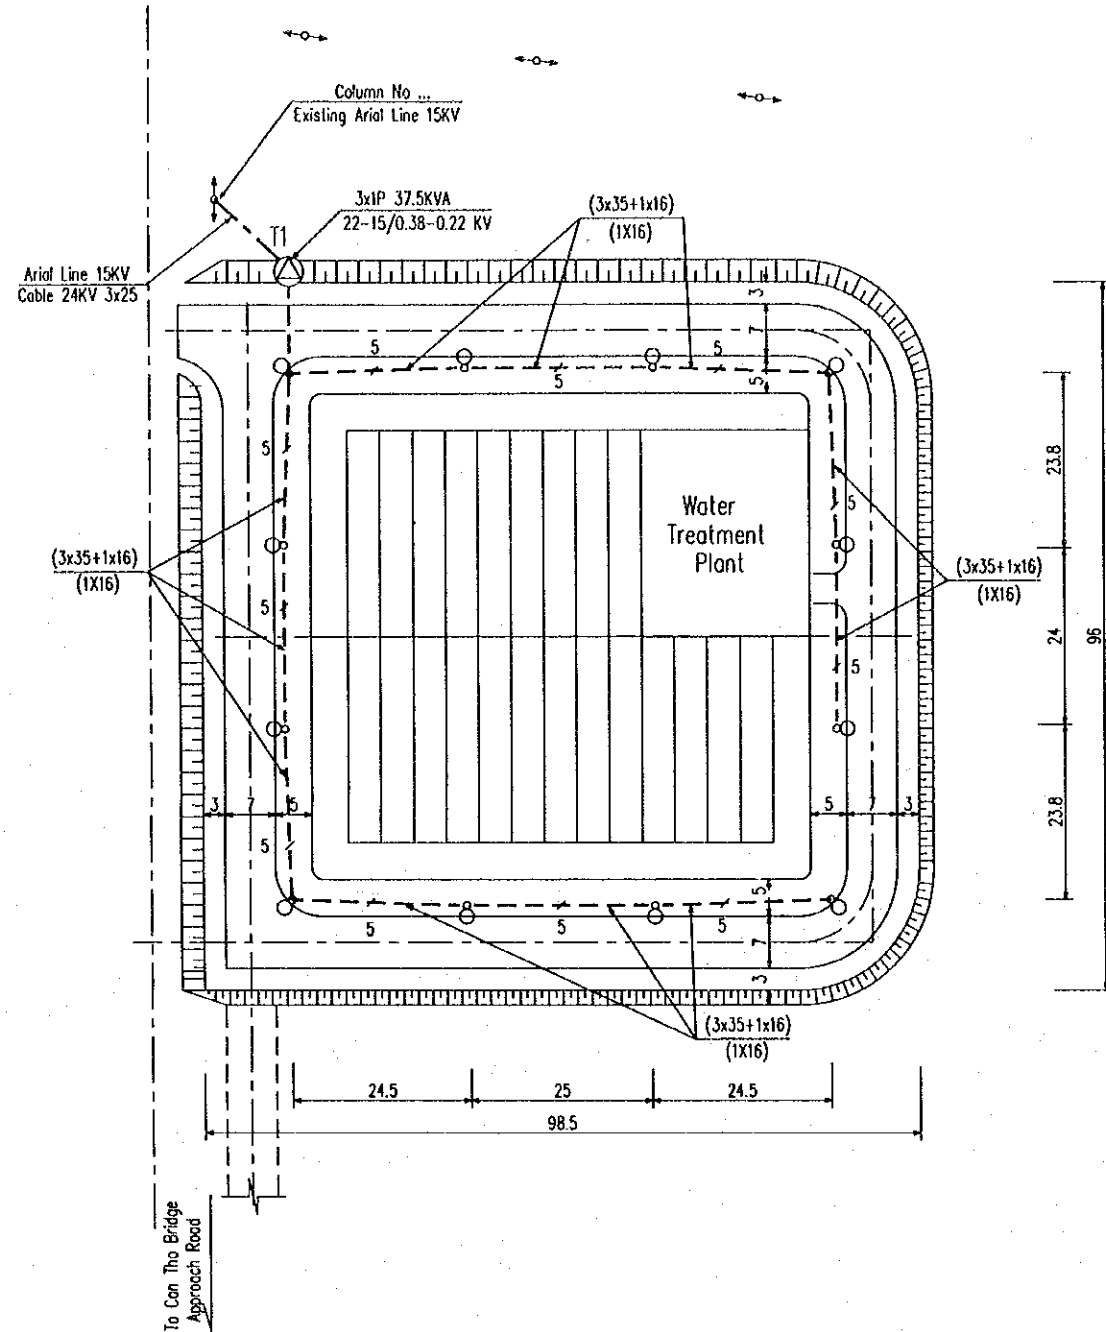 Column No ...
Existing Arial Line 15KV
3x1P 37.5KVA
22-15/0.38-0.22 KV
(3x35+1x16)
(1X16)
T1
Arial Line 15KV
Cable 24KV 3x25
3
7
5
5
5
5
5
5
5
5
Water
Treatment
Plant
(3x35+1x16)
(1X16)
(3x35+1x16)
(1X16)
5
5
23.8
24
96
23.8
3
7
5
5
7
3
5
5
5
5
5
7
3
(3x35+1x16)
(1X16)
24.5
25
24.5
98.5
To Can Tho Bridge
Approach Road